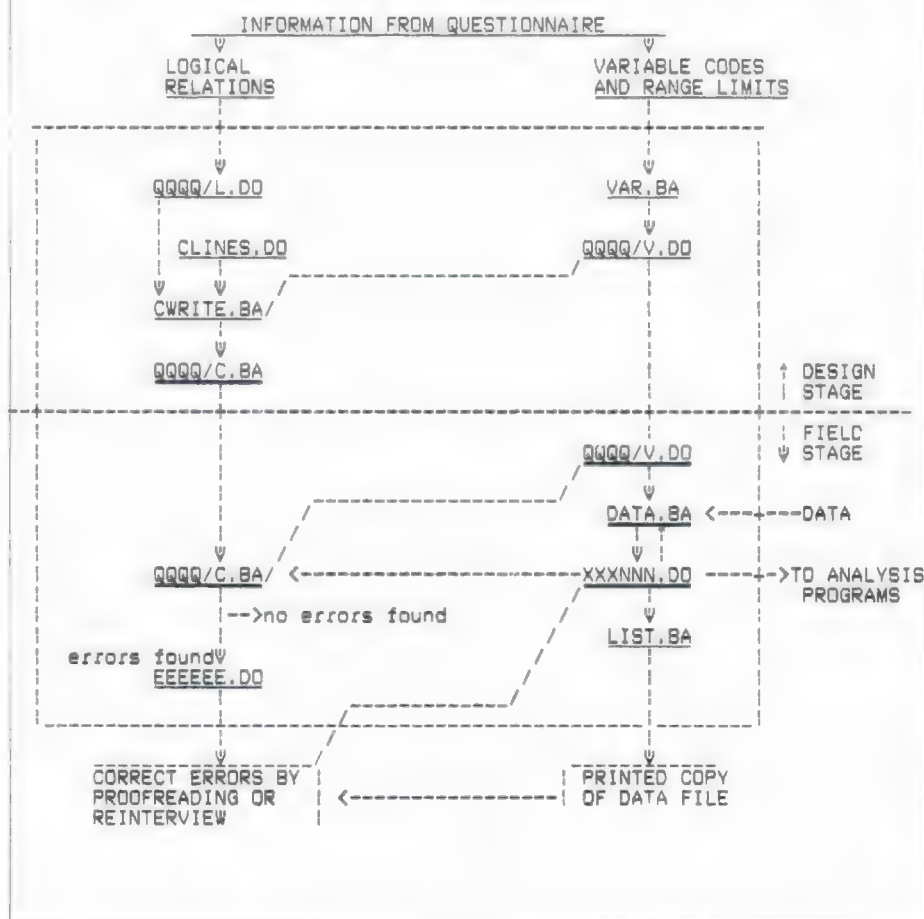 INFORMATION FROM QUESTIONNAIRE
LOGICAL
RELATIONS
VARIABLE CODES
AND RANGE LIMITS
QQQQ/L.DO
VAR.BA
CLINES.DO
QQQQ/V.DO
CWRITE.BA
QQQQ/C.BA
DESIGN
STAGE
FIELD
STAGE
QQQQ/V.DO
DATA.BA
DATA
QQQQ/C.BA
XXXNNN.DO
TO ANALYSIS
PROGRAMS
no errors found
LIST.BA
errors found
EEEEEE.DO
CORRECT ERRORS BY
PROOFREADING OR
REINTERVIEW
PRINTED COPY
OF DATA FILE